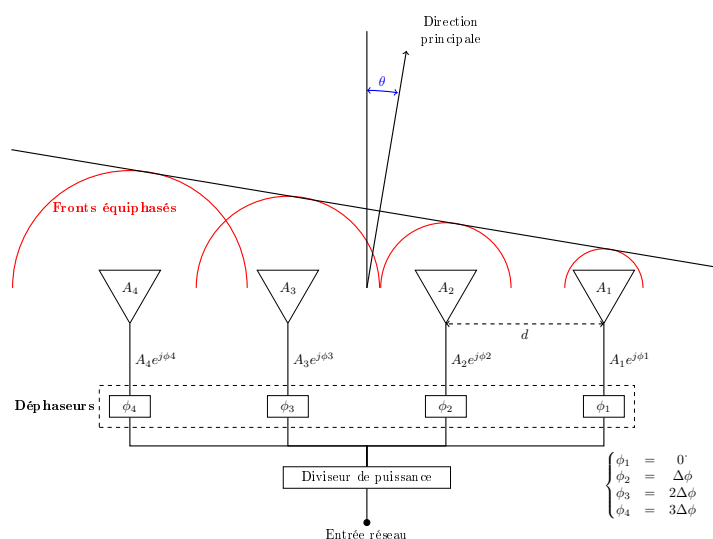 Direction
principale
θ
Fronts équiphasés
A₄ A₃ A₂ A₁
d
A₄e^{jϕ4} A₃e^{jϕ3} A₂e^{jϕ2} A₁e^{jϕ1}
Déphaseurs ϕ₄ ϕ₃ ϕ₂ ϕ₁
Diviseur de puissance
ϕ₁ = 0˙
ϕ₂ = Δϕ
ϕ₃ = 2Δϕ
ϕ₄ = 3Δϕ
Entrée réseau